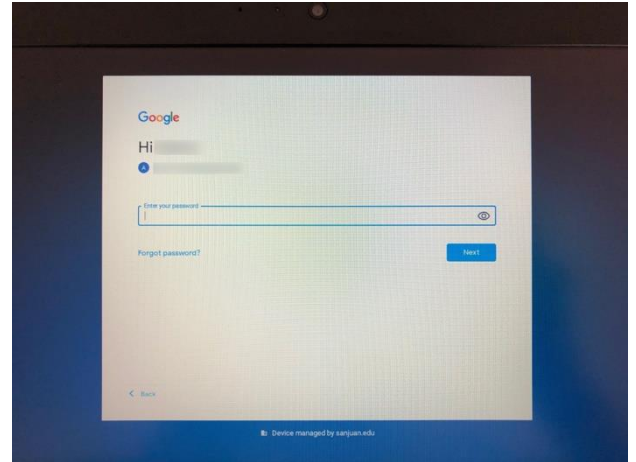 Google
Hi
A
Enter your password
Forgot password?
Next
Back
Device managed by sanjuan.edu